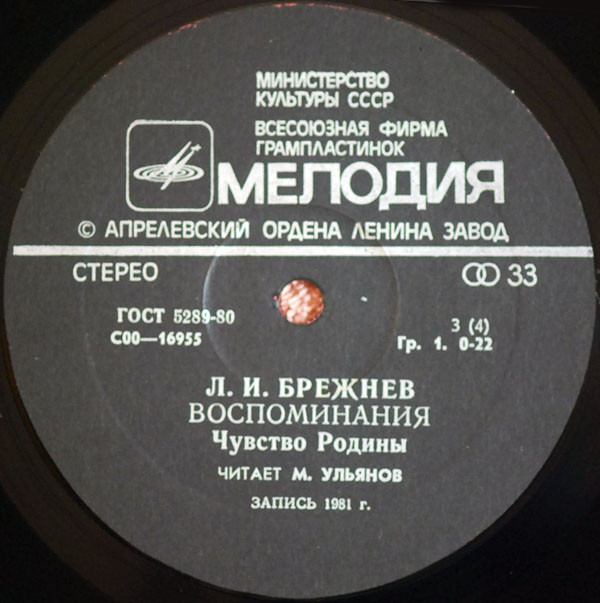 МИНИСТЕРСТВО
КУЛЬТУРЫ СССР
ВСЕСОЮЗНАЯ ФИРМА
ГРАМПЛАСТИНОК
МЕЛОДИЯ
© АПРЕЛЕВСКИЙ ОРДЕНА ЛЕНИНА ЗАВОД
СТЕРЕО 33
ГОСТ 5289-80 3 (4)
С00—16955 Гр. 1. 0-22
Л. И. БРЕЖНЕВ
ВОСПОМИНАНИЯ
Чувство Родины
ЧИТАЕТ М. УЛЬЯНОВ
ЗАПИСЬ 1981 г.